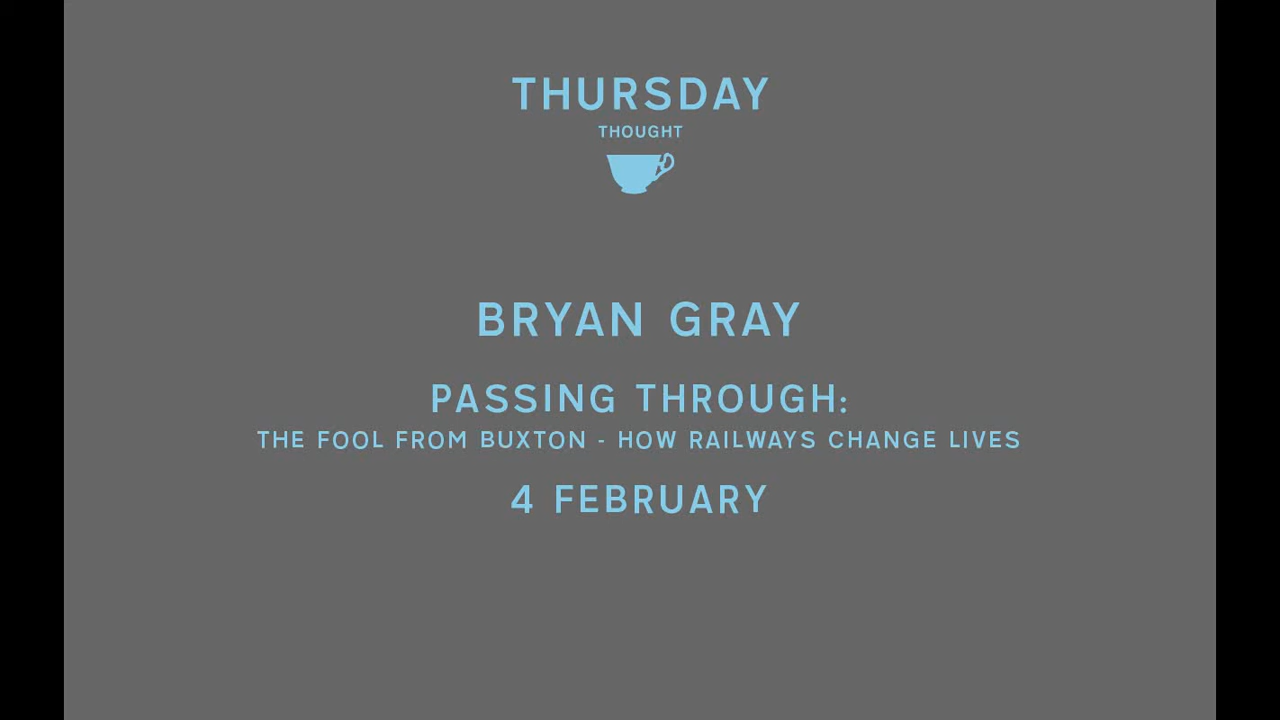 THURSDAY
THOUGHT
BRYAN GRAY
PASSING THROUGH:
THE FOOL FROM BUXTON - HOW RAILWAYS CHANGE LIVES
4 FEBRUARY